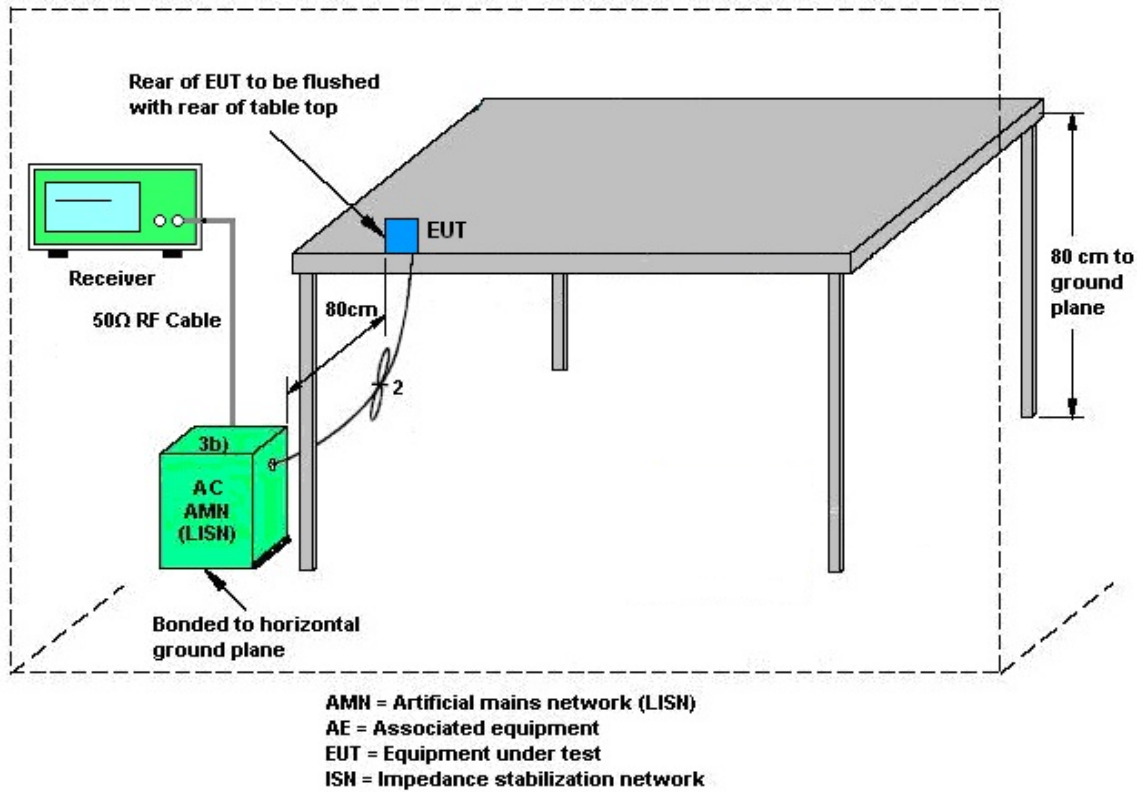 Rear of EUT to be flushed
with rear of table top
EUT
Receiver
50Ω RF Cable
80cm
80 cm to
ground
plane
2
3b)
AC
AMN
(LISN)
Bonded to horizontal
ground plane
AMN = Artificial mains network (LISN)
AE = Associated equipment
EUT = Equipment under test
ISN = Impedance stabilization network